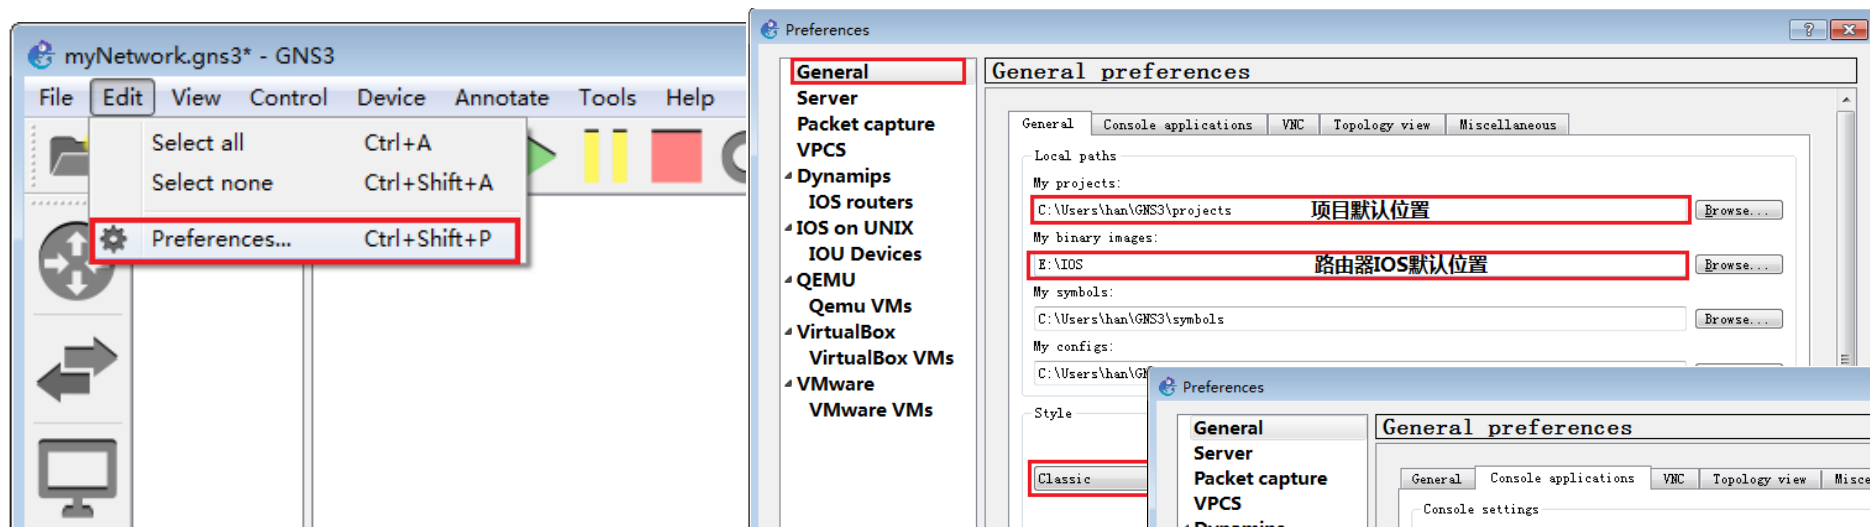 myNetwork.gns3* - GNS3
File Edit View Control Device Annotate Tools Help
Select all Ctrl+A
Select none Ctrl+Shift+A
Preferences... Ctrl+Shift+P
Preferences
General
Server
Packet capture
VPCS
Dynamips
IOS routers
IOS on UNIX
IOU Devices
QEMU
Qemu VMs
VirtualBox
VirtualBox VMs
VMware
VMware VMs
General preferences
General Console applications VNC Topology view Miscellaneous
Local paths
My projects:
C:\Users\han\GNS3\projects 项目默认位置 Browse...
My binary images:
E:\IOS 路由器IOS默认位置 Browse...
My symbols:
C:\Users\han\GNS3\symbols Browse...
My configs:
C:\Users\han\G
Style
Classic
Preferences
General
Server
Packet capture
VPCS
General preferences
General Console applications VNC Topology view Misce
Console settings